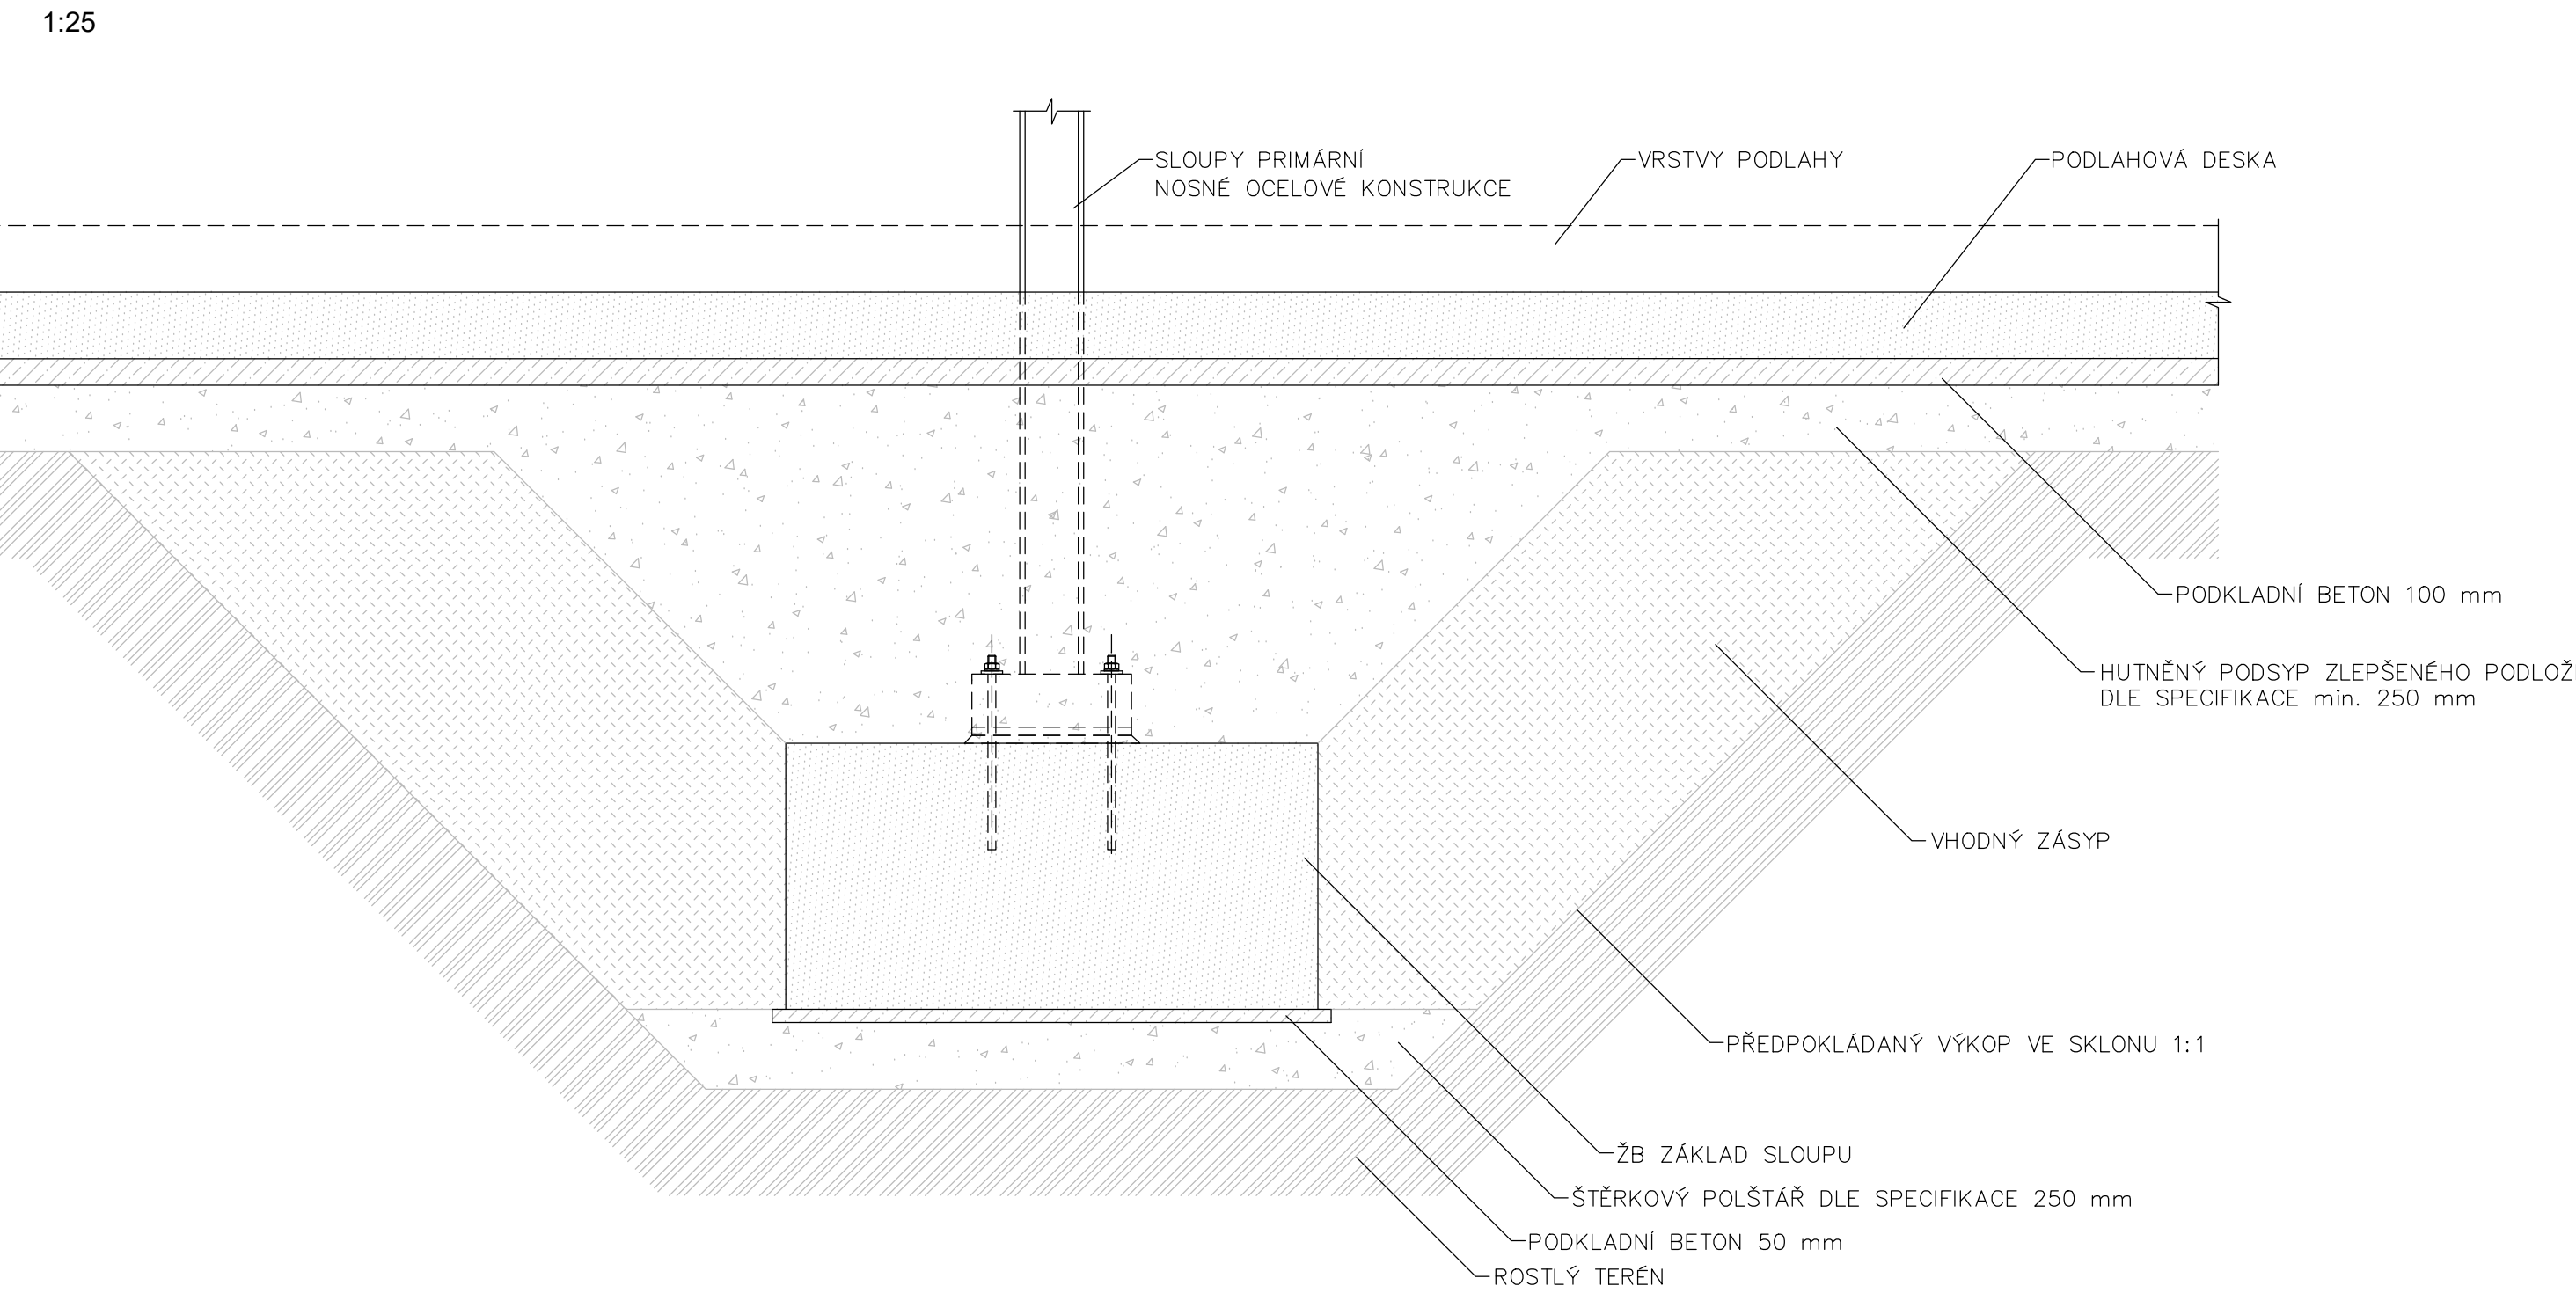 1:25
SLOUPY PRIMÁRNÍ
NOSNÉ OCELOVÉ KONSTRUKCE
VRSTVY PODLAHY
PODLAHOVÁ DESKA
PODKLADNÍ BETON 100 mm
HUTNĚNÝ PODSYP ZLEPŠENÉHO PODLOŽ
DLE SPECIFIKACE min. 250 mm
VHODNÝ ZÁSYP
PŘEDPOKLÁDANÝ VÝKOP VE SKLONU 1:1
ŽB ZÁKLAD SLOUPU
ŠTĚRKOVÝ POLŠTÁŘ DLE SPECIFIKACE 250 mm
PODKLADNÍ BETON 50 mm
ROSTLÝ TERÉN